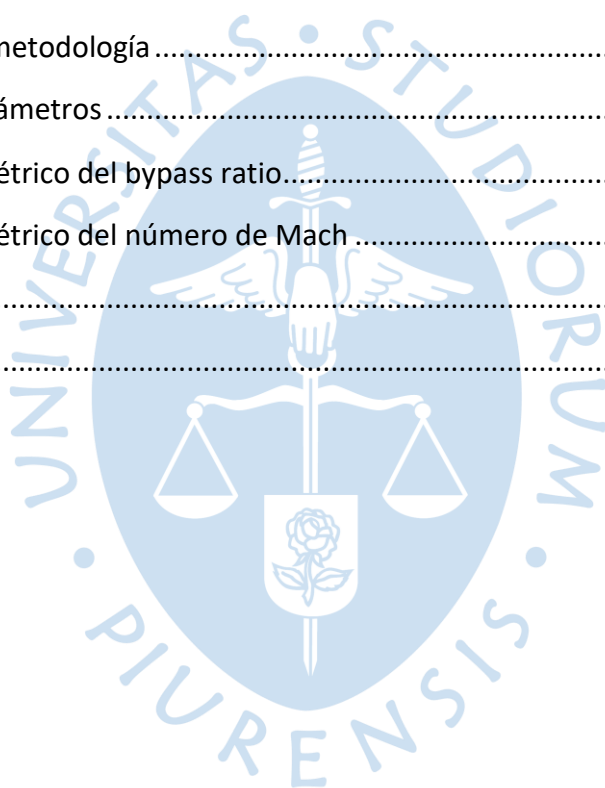 metodología ................................................................
ámetros ................................................................
étrico del bypass ratio ................................................................
étrico del número de Mach ................................................................
................................................................
................................................................
UNIVERSITAS • STUDIORUM
• PIURENSIS •